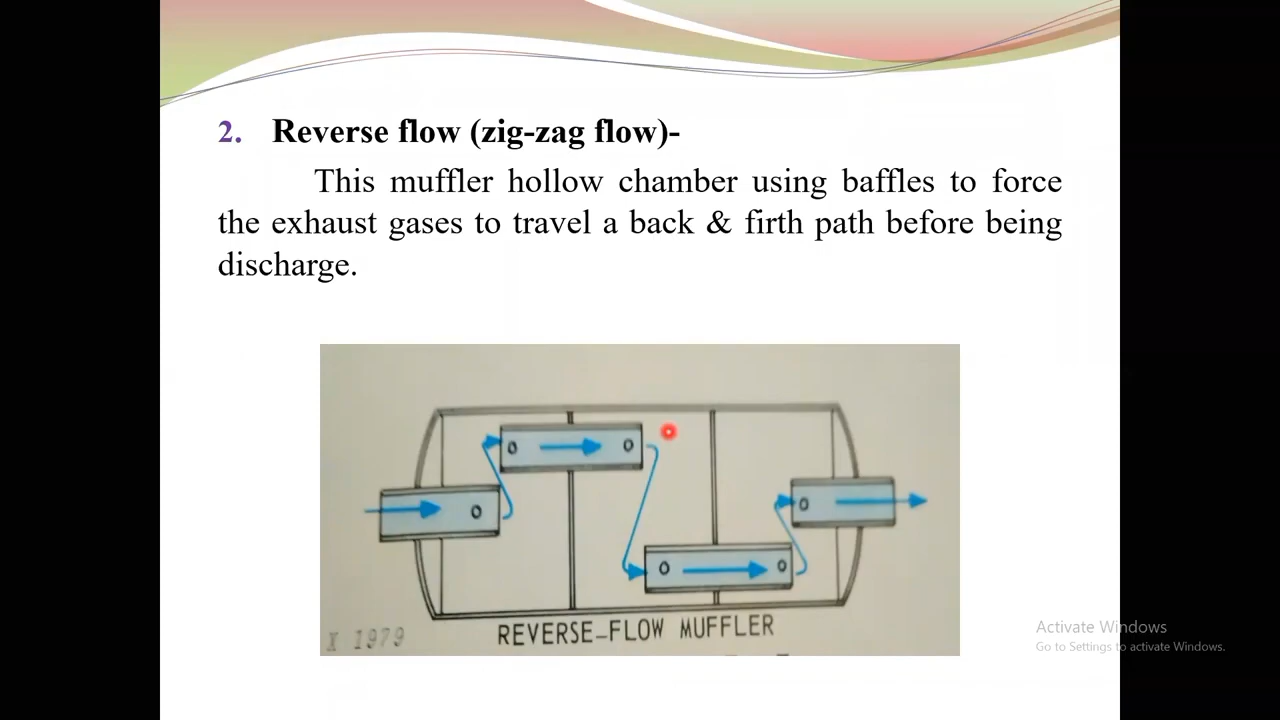 2. Reverse flow (zig-zag flow)-
This muffler hollow chamber using baffles to force
the exhaust gases to travel a back & firth path before being
discharge.
X 1979
REVERSE-FLOW MUFFLER
Activate Windows
Go to Settings to activate Windows.